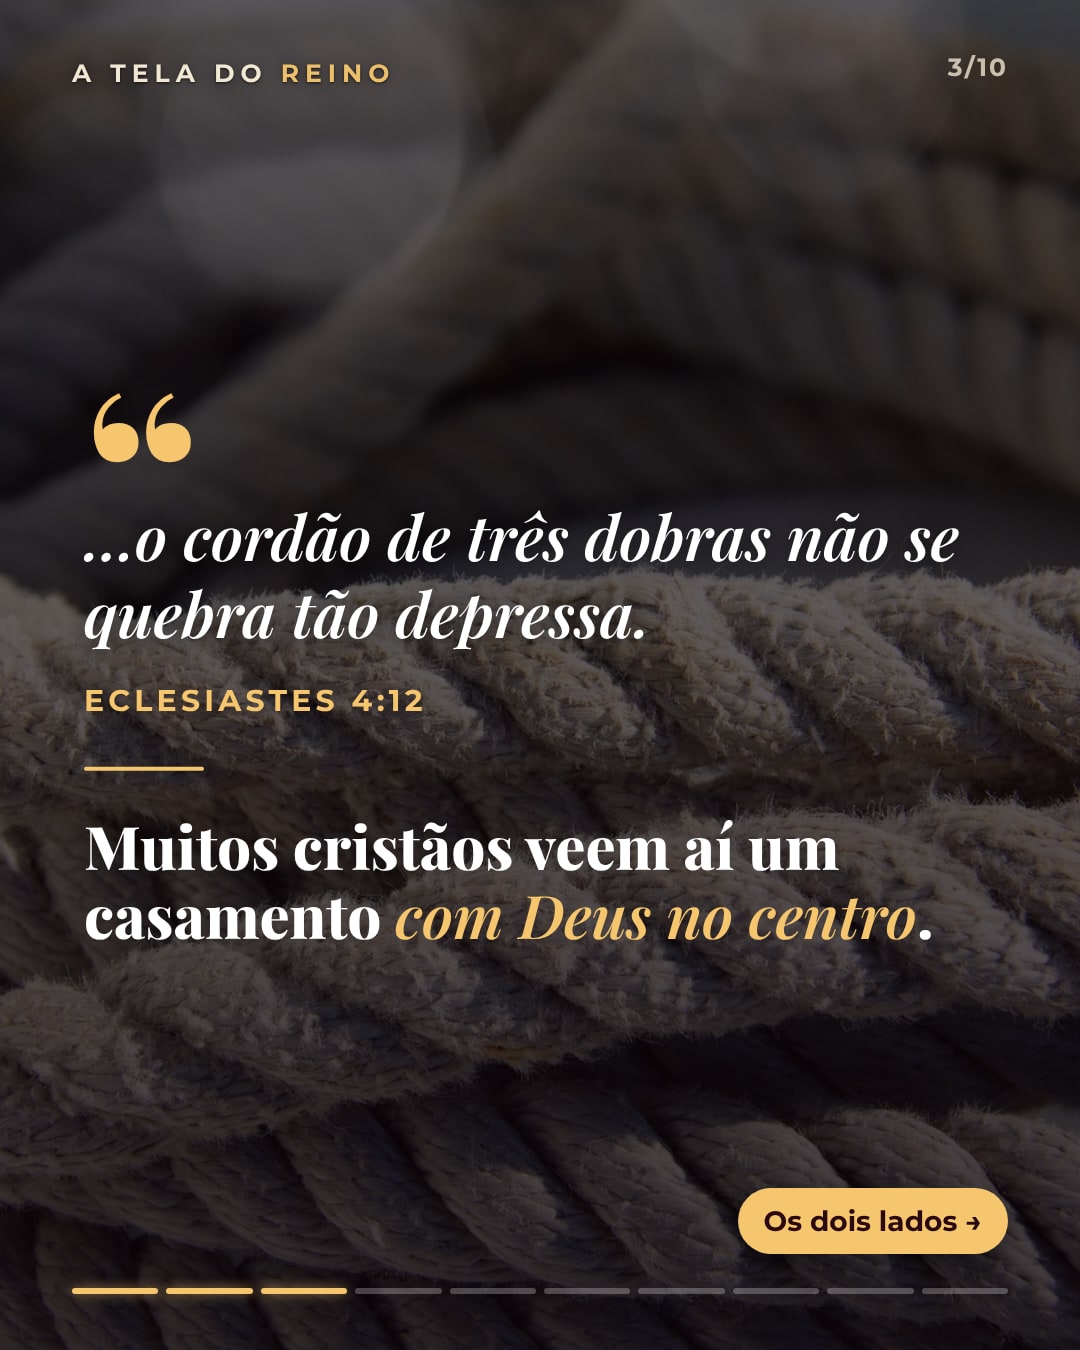 A TELA DO REINO
3/10
“
…o cordão de três dobras não se
quebra tão depressa.
ECLESIASTES 4:12
Muitos cristãos veem aí um
casamento com Deus no centro.
Os dois lados →